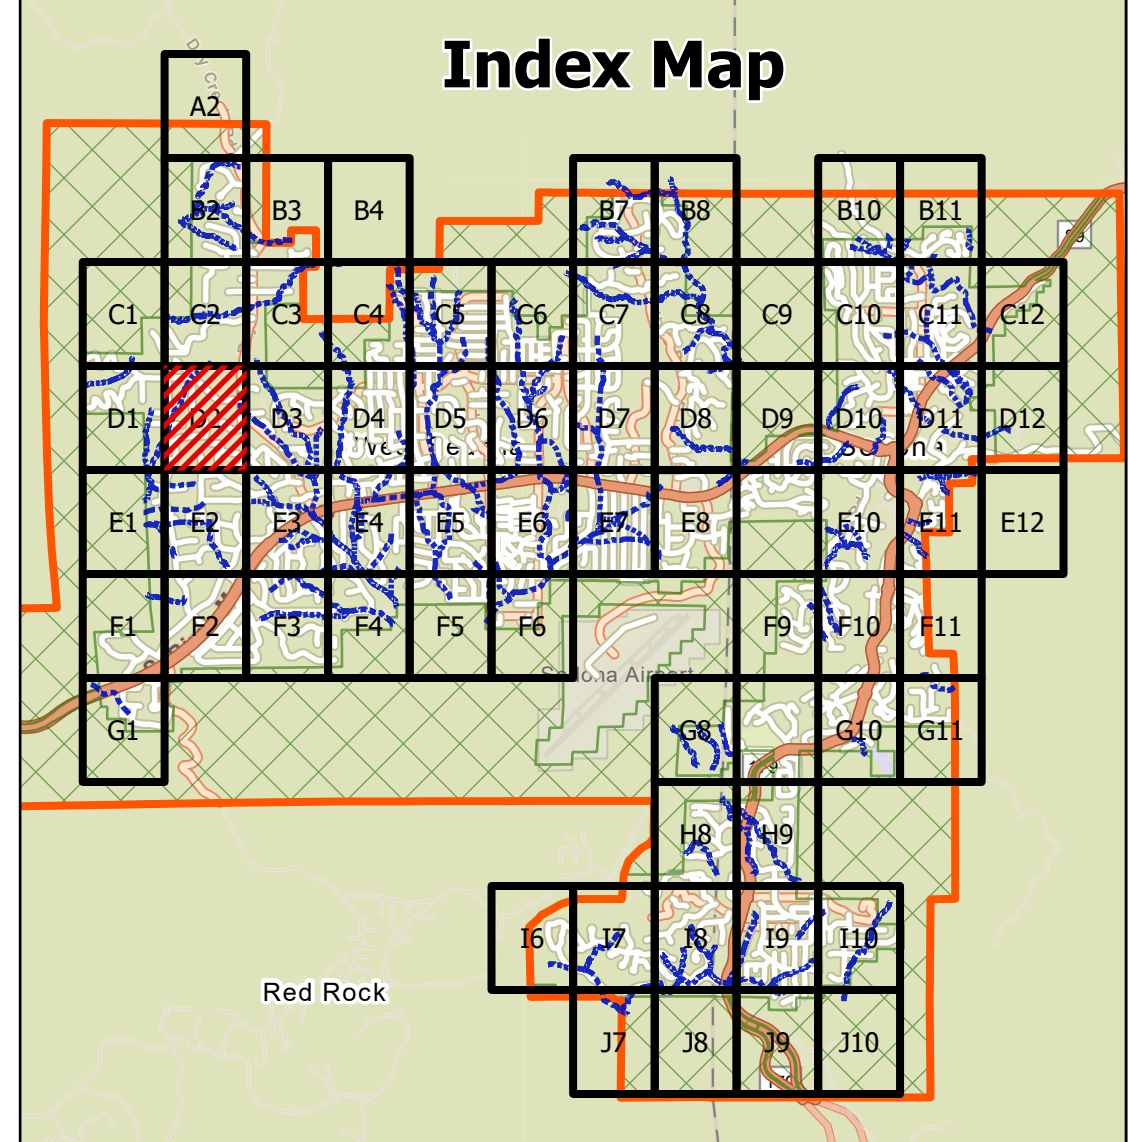 Index Map
A2
B2 B3 B4 B7 B8 B10 B11
C1 C2 C3 C4 C5 C6 C7 C8 C9 C10 C11 C12
D1 D2 D3 D4 D5 D6 D7 D8 D9 D10 D11 D12
E1 E2 E3 E4 E5 E6 E7 E8 E10 E11 E12
F1 F2 F3 F4 F5 F6 F9 F10 F11
Sedona Airport
G1 G8 G10 G11
H8 H9
I6 I7 I8 I9 I10
Red Rock
J7 J8 J9 J10